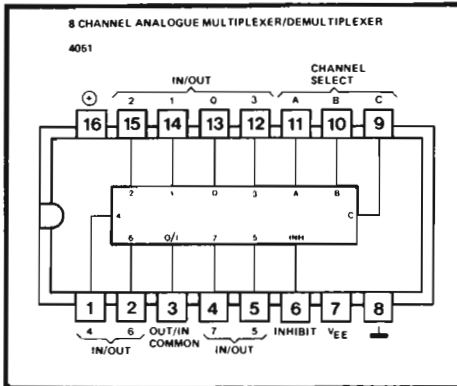 8 CHANNEL ANALOGUE MULTIPLEXER/DEMULTIPLEXER
4051
IN/OUT
CHANNEL
SELECT
⊕ 2 1 0 3 A B C
16 15 14 13 12 11 10 9
2 1 0 3 A B
4 C
6 O/I 7 5 INH
1 2 3 4 5 6 7 8
4 6 OUT/IN 7 5 INHIBIT VEE
COMMON
IN/OUT IN/OUT